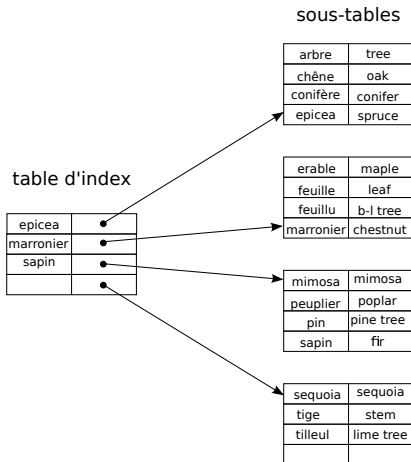 sous-tables
arbre tree
chêne oak
conifère conifer
epicea spruce
erable maple
feuille leaf
feuillu b-l tree
marronier chestnut
mimosa mimosa
peuplier poplar
pin pine tree
sapin fir
sequoia sequoia
tige stem
tilleul lime tree
table d'index
epicea
marronier
sapin